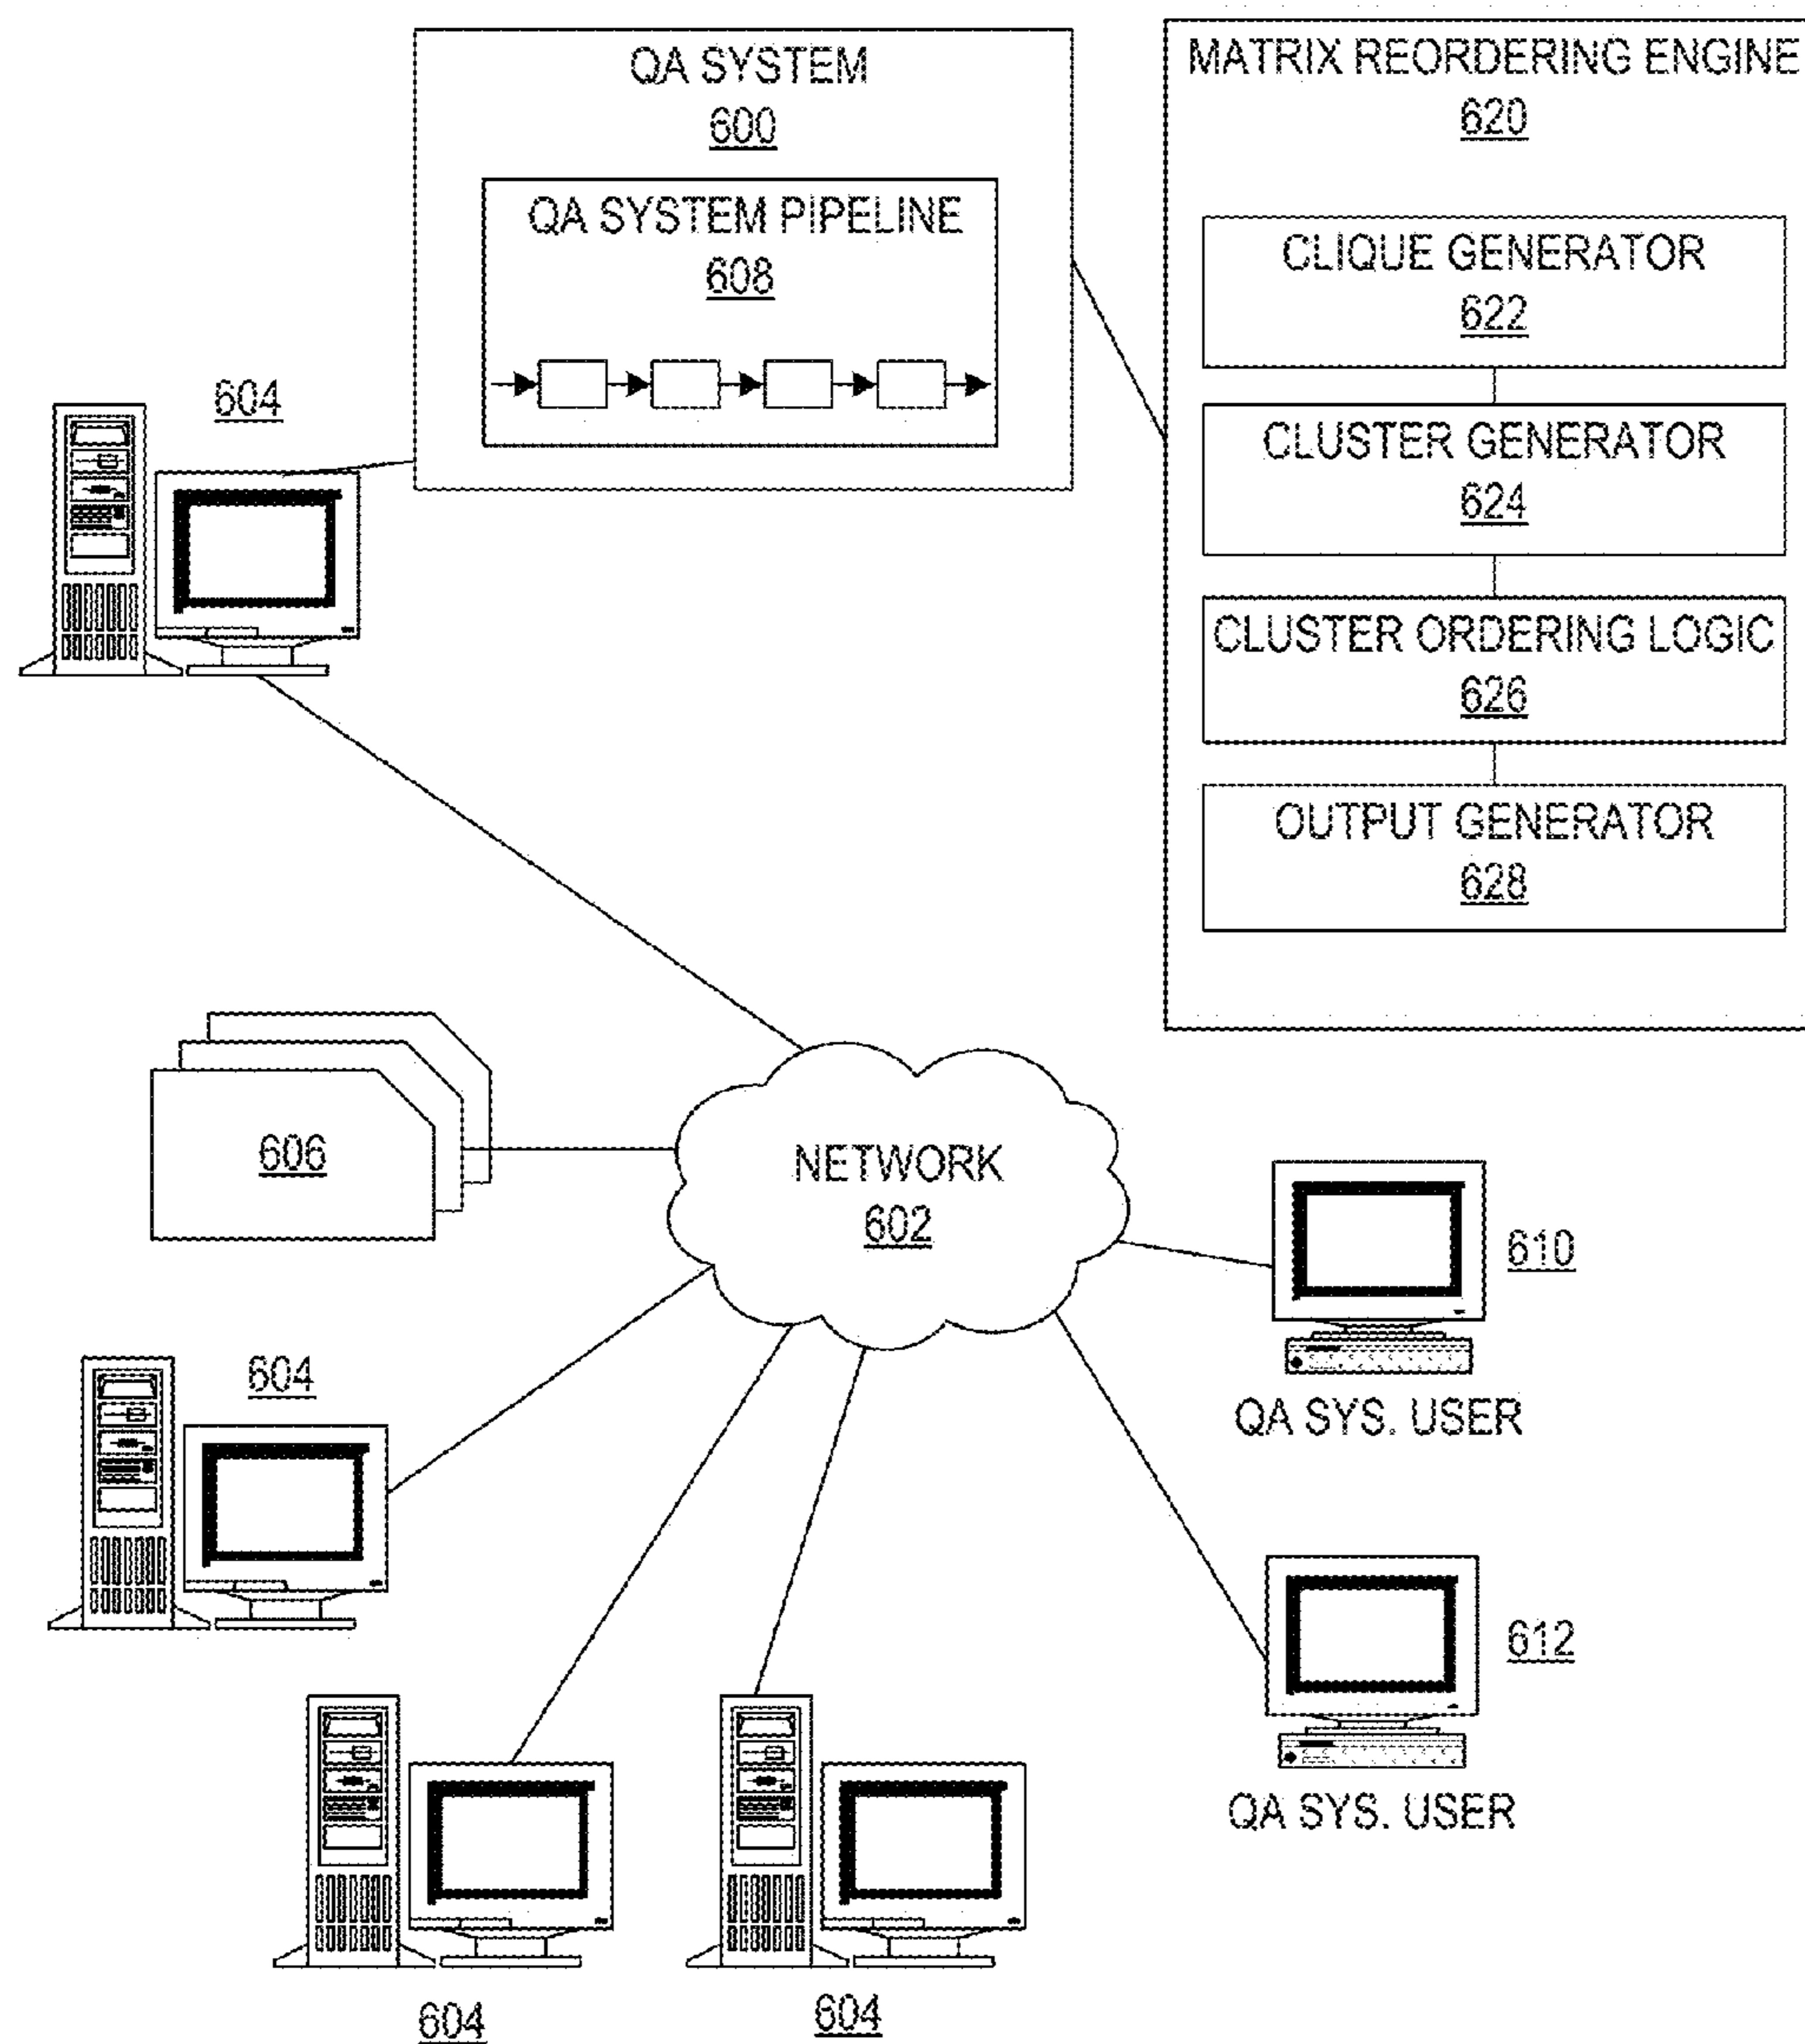 QA SYSTEM
600
QA SYSTEM PIPELINE
608
MATRIX REORDERING ENGINE
620
CLIQUE GENERATOR
622
CLUSTER GENERATOR
624
CLUSTER ORDERING LOGIC
626
OUTPUT GENERATOR
628
604
606
NETWORK
602
610
QA SYS. USER
604
612
QA SYS. USER
604
604